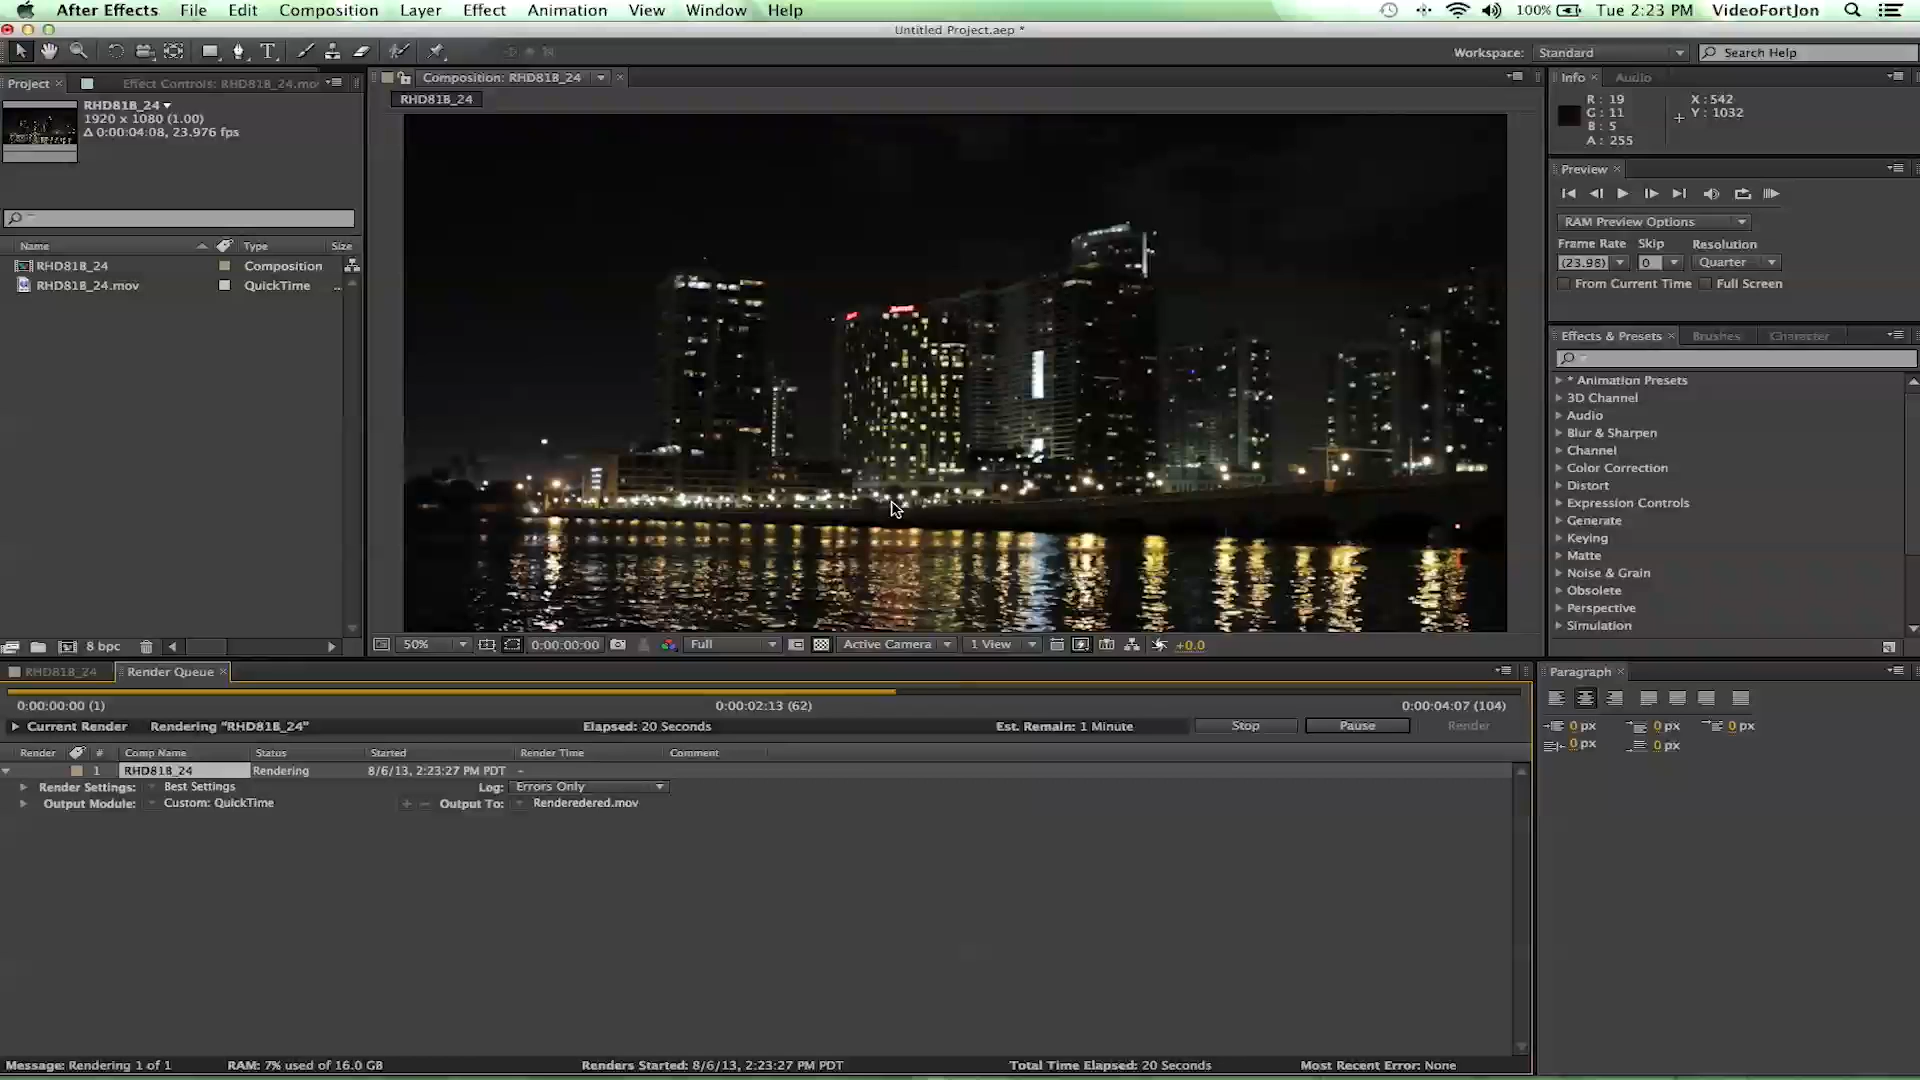 After Effects File Edit Composition Layer Effect Animation View Window Help 100% Tue 2:23 PM VideoFortJon
Untitled Project.aep *
Workspace: Standard Search Help
Project Effect Controls: RHD81B_24.mo Composition: RHD81B_24 Info Audio
RHD81B_24
RHD81B_24
1920 x 1080 (1.00)
Δ 0:00:04:08, 23.976 fps
R: 19
G: 11
B: 5
A: 255
X: 542
Y: 1032
Preview
RAM Preview Options
Frame Rate Skip Resolution
(23.98) 0 Quarter
From Current Time Full Screen
Name Type Size
RHD81B_24 Composition
RHD81B_24.mov QuickTime ..
Effects & Presets Brushes Character
* Animation Presets
3D Channel
Audio
Blur & Sharpen
Channel
Color Correction
Distort
Expression Controls
Generate
Keying
Matte
Noise & Grain
Obsolete
Perspective
Simulation
8 bpc 50% 0:00:00:00 Full Active Camera 1 View +0.0
RHD81B_24 Render Queue
0:00:00:00 (1) 0:00:02:13 (62) 0:00:04:07 (104)
Current Render Rendering "RHD81B_24" Elapsed: 20 Seconds Est. Remain: 1 Minute Stop Pause Render
Render # Comp Name Status Started Render Time Comment
1 RHD81B_24 Rendering 8/6/13, 2:23:27 PM PDT -
Render Settings: Best Settings Log: Errors Only
Output Module: Custom: QuickTime + − Output To: Renderedered.mov
Paragraph
0 px 0 px 0 px
0 px 0 px
Message: Rendering 1 of 1 RAM: 7% used of 16.0 GB Renders Started: 8/6/13, 2:23:27 PM PDT Total Time Elapsed: 20 Seconds Most Recent Error: None